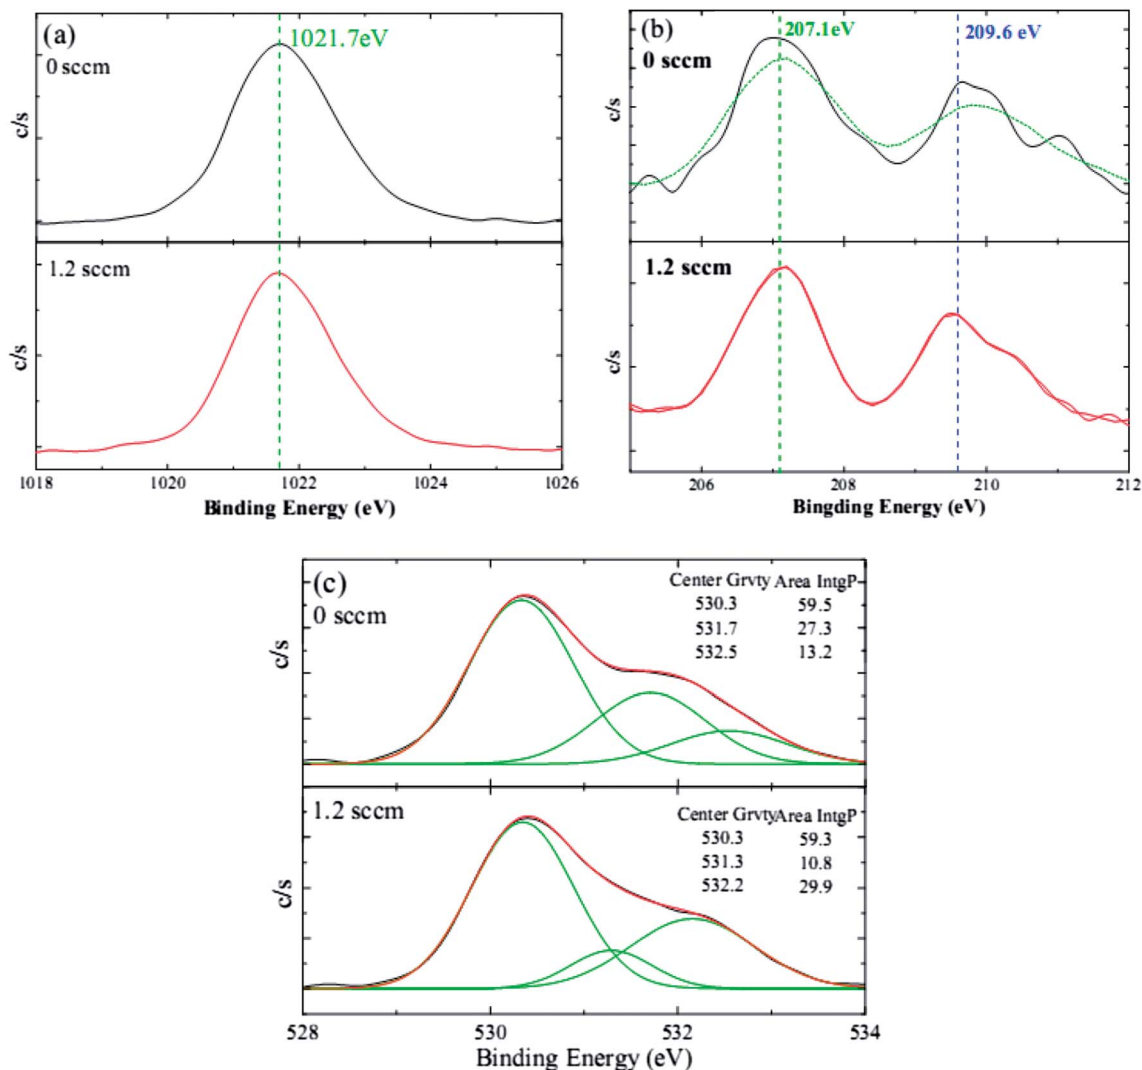 (a)
1021.7eV
0 sccm
c/s
1.2 sccm
c/s
1018 1020 1022 1024 1026
Binding Energy (eV)
(b)
207.1eV
209.6 eV
0 sccm
c/s
1.2 sccm
c/s
206 208 210 212
Bingding Energy (eV)
(c)
0 sccm
c/s
Center Grvty Area IntgP
530.3 59.5
531.7 27.3
532.5 13.2
1.2 sccm
c/s
Center Grvty Area IntgP
530.3 59.3
531.3 10.8
532.2 29.9
528 530 532 534
Binding Energy (eV)